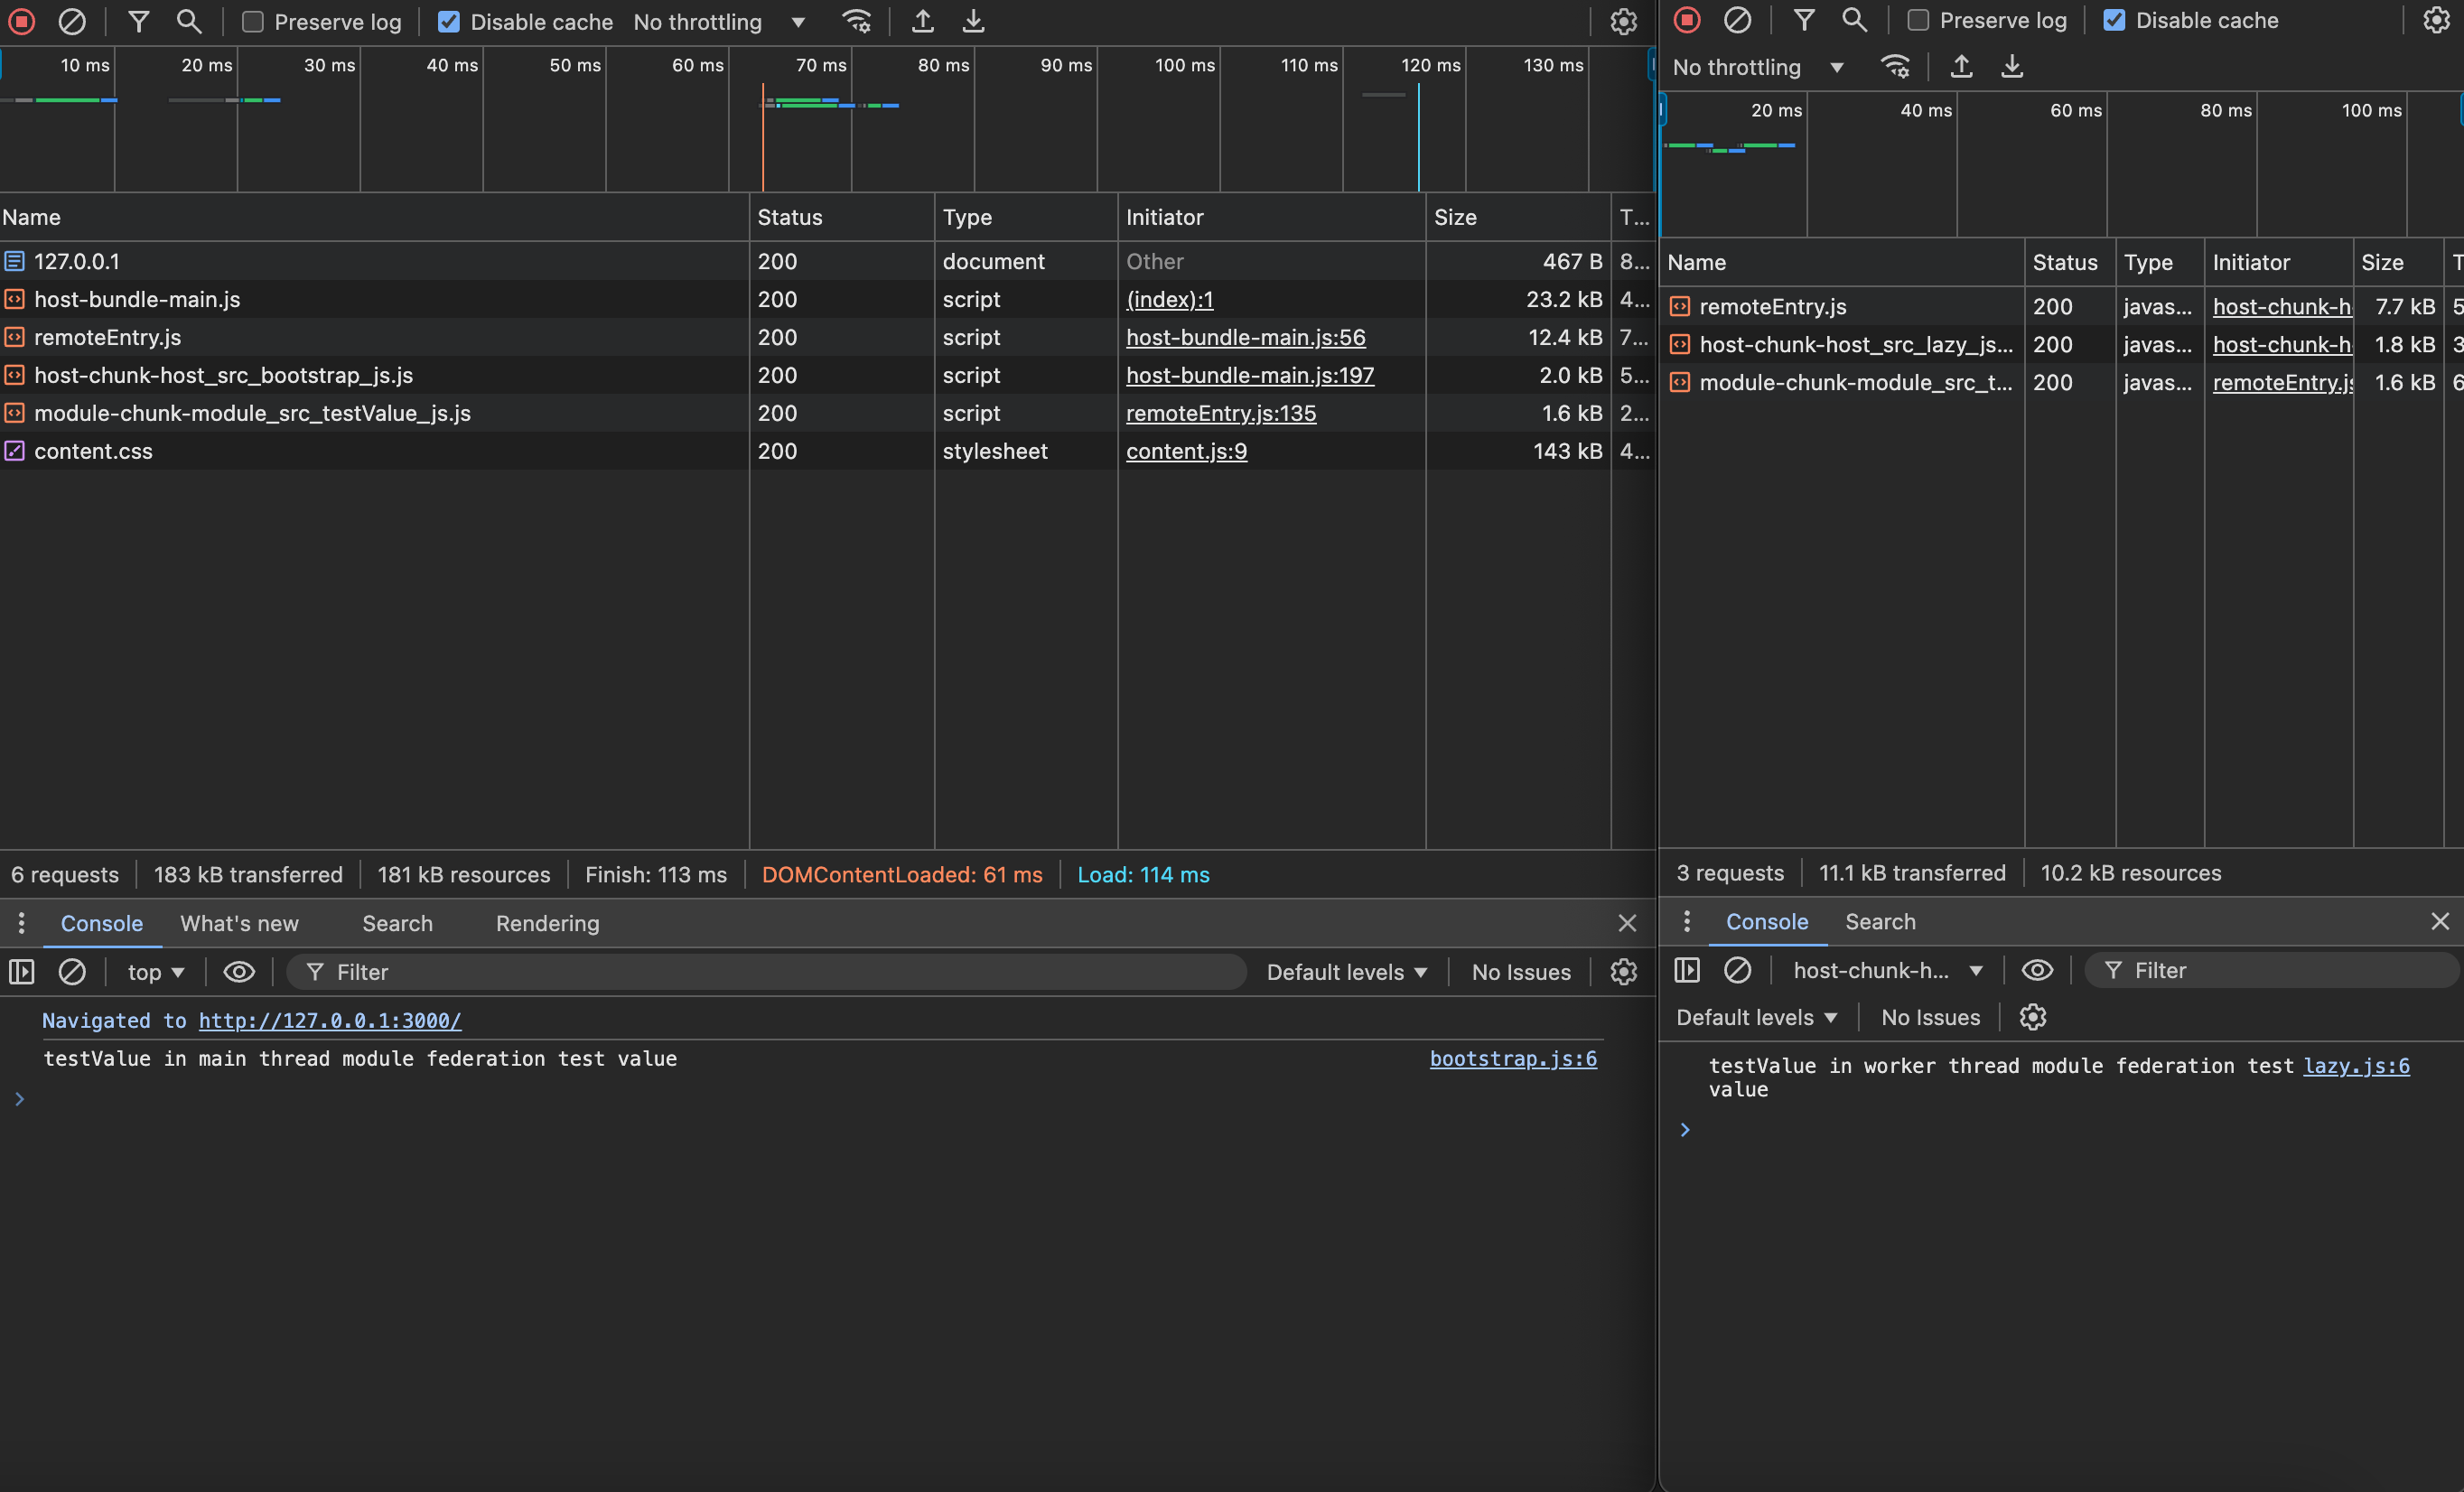 Preserve log Disable cache No throttling
10 ms 20 ms 30 ms 40 ms 50 ms 60 ms 70 ms 80 ms 90 ms 100 ms 110 ms 120 ms 130 ms
Name Status Type Initiator Size T...
127.0.0.1 200 document Other 467 B 8...
host-bundle-main.js 200 script (index):1 23.2 kB 4...
remoteEntry.js 200 script host-bundle-main.js:56 12.4 kB 7...
host-chunk-host_src_bootstrap_js.js 200 script host-bundle-main.js:197 2.0 kB 5...
module-chunk-module_src_testValue_js.js 200 script remoteEntry.js:135 1.6 kB 2...
content.css 200 stylesheet content.js:9 143 kB 4...
6 requests 183 kB transferred 181 kB resources Finish: 113 ms DOMContentLoaded: 61 ms Load: 114 ms
Console What's new Search Rendering
top Filter Default levels No Issues
Navigated to http://127.0.0.1:3000/
testValue in main thread module federation test value bootstrap.js:6
Preserve log Disable cache
No throttling
20 ms 40 ms 60 ms 80 ms 100 ms
Name Status Type Initiator Size T
remoteEntry.js 200 javas... host-chunk-h 7.7 kB 5
host-chunk-host_src_lazy_js... 200 javas... host-chunk-h 1.8 kB 3
module-chunk-module_src_t... 200 javas... remoteEntry.js 1.6 kB 6
3 requests 11.1 kB transferred 10.2 kB resources
Console Search
host-chunk-h... Filter
Default levels No Issues
testValue in worker thread module federation test lazy.js:6
value